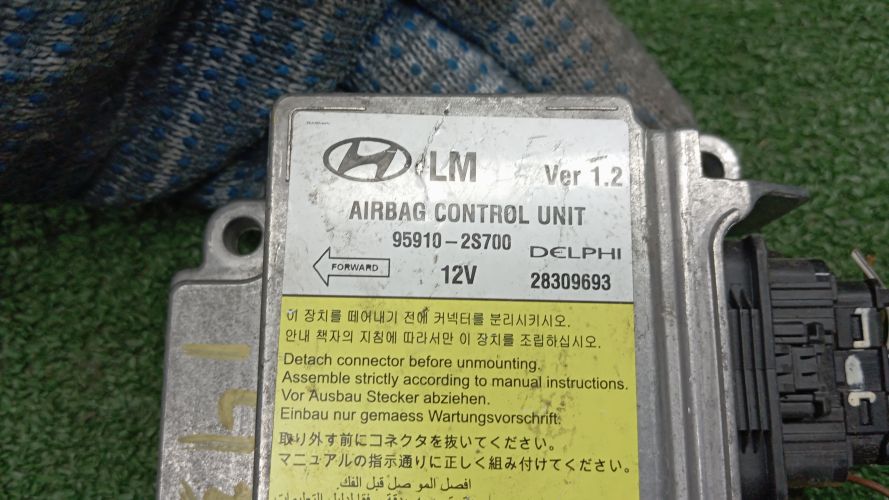 LM
Ver 1.2
AIRBAG CONTROL UNIT
95910-2S700
DELPHI
FORWARD
12V
28309693
이 장치를 떼어내기 전에 커넥터를 분리시키시오.
안내 책자의 지침에 따라서만 이 장치를 조립하십시오.
Detach connector before unmounting.
Assemble strictly according to manual instructions.
Vor Ausbau Stecker abziehen.
Einbau nur gemaess Wartungsvorschrift.
取り外す前にコネクタを抜いてください。
マニュアルの指示通りに正しく組み付けてください。
افصل الموصل قبل الفك.